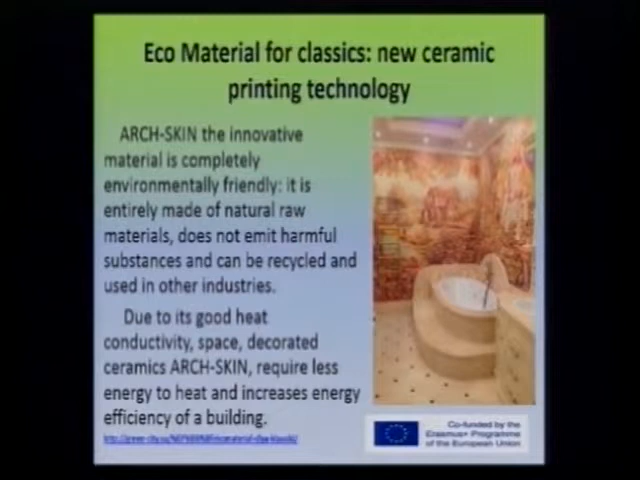 Eco Material for classics: new ceramic
printing technology
ARCH-SKIN the innovative
material is completely
environmentally friendly: it is
entirely made of natural raw
materials, does not emit harmful
substances and can be recycled and
used in other industries.
Due to its good heat
conductivity, space, decorated
ceramics ARCH-SKIN, require less
energy to heat and increases energy
efficiency of a building.
Co-funded by the
Erasmus+ Programme
of the European Union